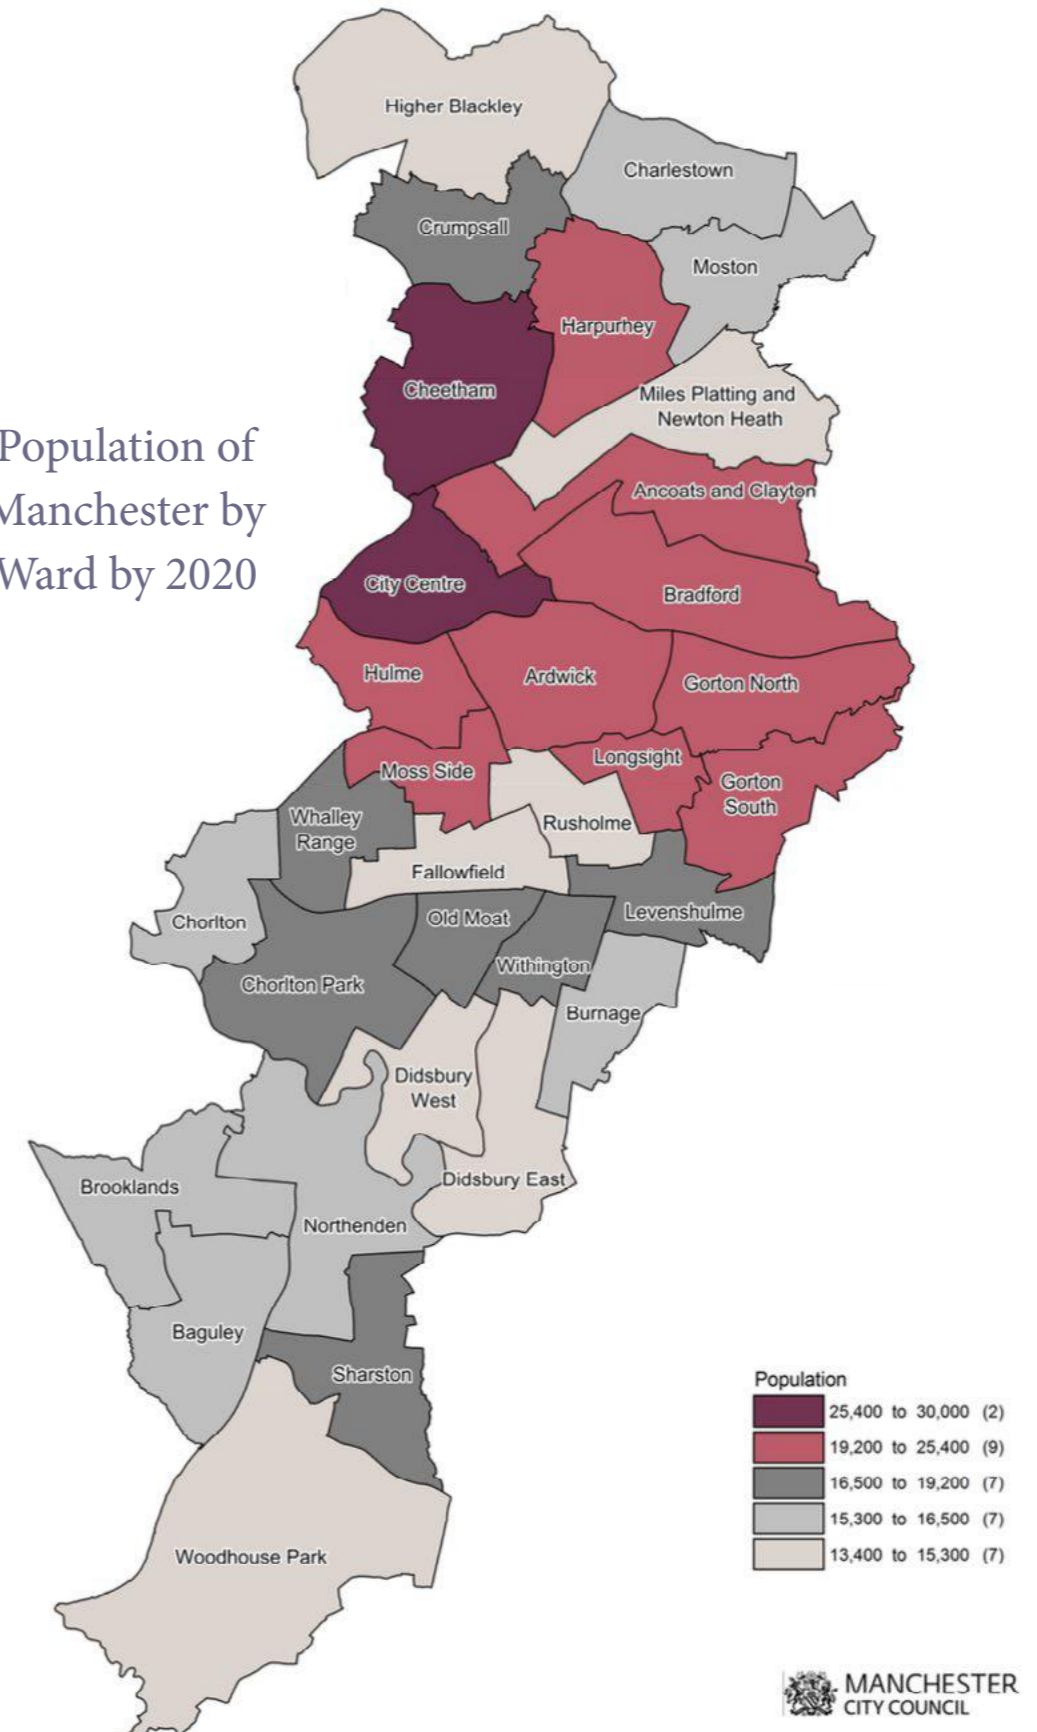 Higher Blackley
Charlestown
Crumpsall
Moston
Harpurhey
Cheetham
Miles Platting and
Newton Heath
Population of
Manchester by
Ward by 2020
Ancoats and Clayton
City Centre
Bradford
Hulme
Ardwick
Gorton North
Longsight
Moss Side
Gorton
South
Whalley
Range
Rusholme
Fallowfield
Old Moat
Levenshulme
Chorlton
Withington
Chorlton Park
Burnage
Didsbury
West
Didsbury East
Brooklands
Northenden
Baguley
Sharston
Woodhouse Park
Population
25,400 to 30,000 (2)
19,200 to 25,400 (9)
16,500 to 19,200 (7)
15,300 to 16,500 (7)
13,400 to 15,300 (7)
MANCHESTER
CITY COUNCIL